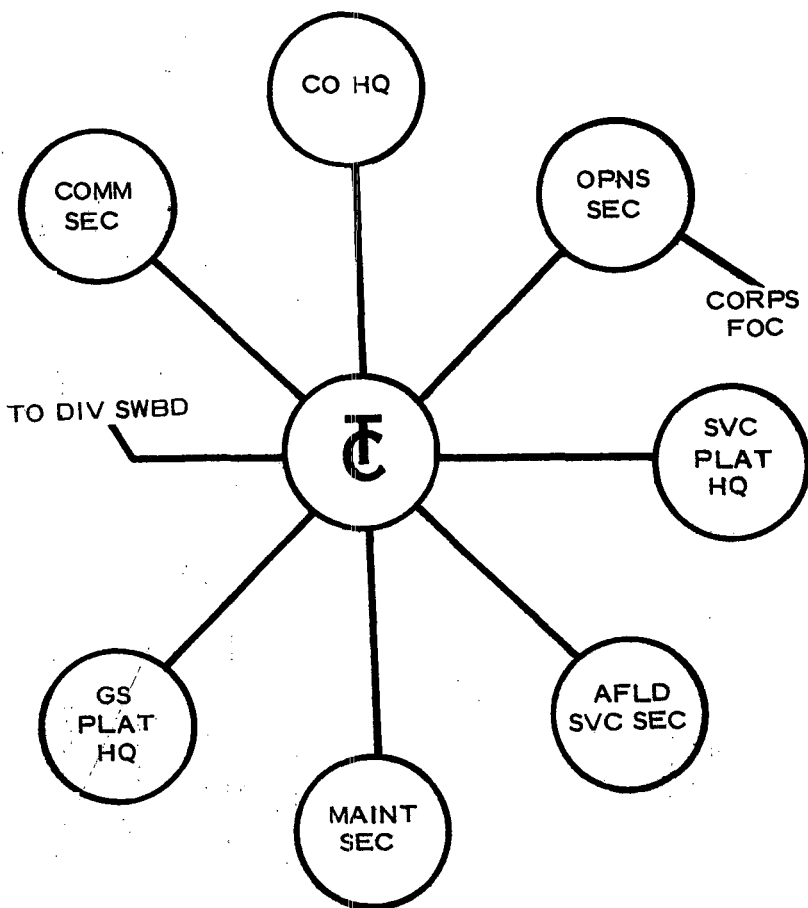 CO HQ
COMM
SEC
OPNS
SEC
CORPS
FOC
TO DIV SWBD
TC
SVC
PLAT
HQ
GS
PLAT
HQ
AFLD
SVC SEC
MAINT
SEC